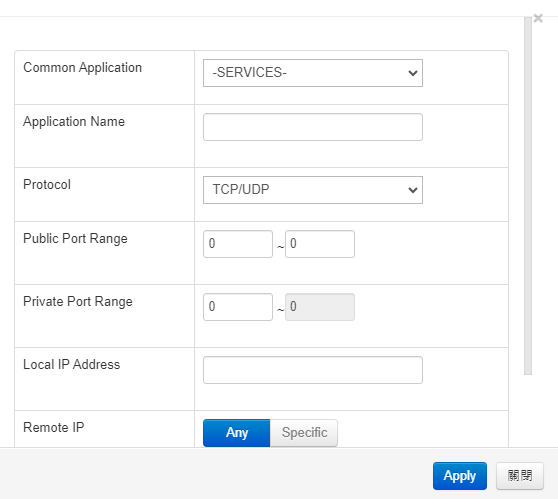 ×
Common Application -SERVICES-
Application Name
Protocol TCP/UDP
Public Port Range 0 ~ 0
Private Port Range 0 ~ 0
Local IP Address
Remote IP Any Specific
Apply 關閉